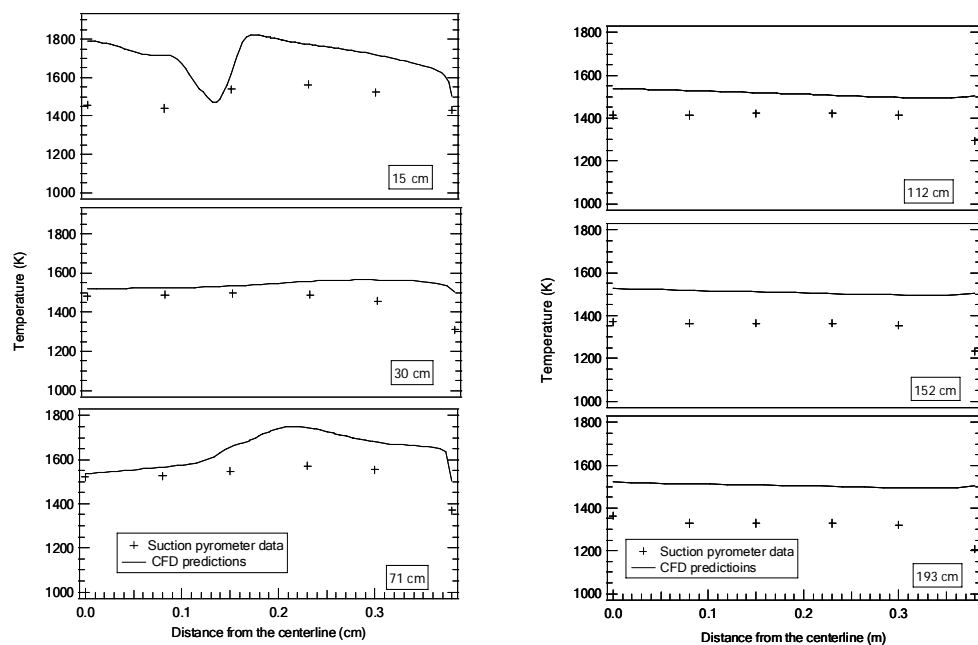 1800
1600
1400
1200
1000
15 cm
1800
1600
1400
1200
1000
30 cm
Temperature (K)
1800
1600
1400
1200
1000
Suction pyrometer data
CFD predictions
71 cm
0.0 0.1 0.2 0.3
Distance from the centerline (cm)
1800
1600
1400
1200
1000
112 cm
1800
1600
1400
1200
1000
152 cm
Temperature (K)
1800
1600
1400
1200
1000
Suction pyrometer data
CFD predictioins
193 cm
0.0 0.1 0.2 0.3
Distance from the centerline (m)